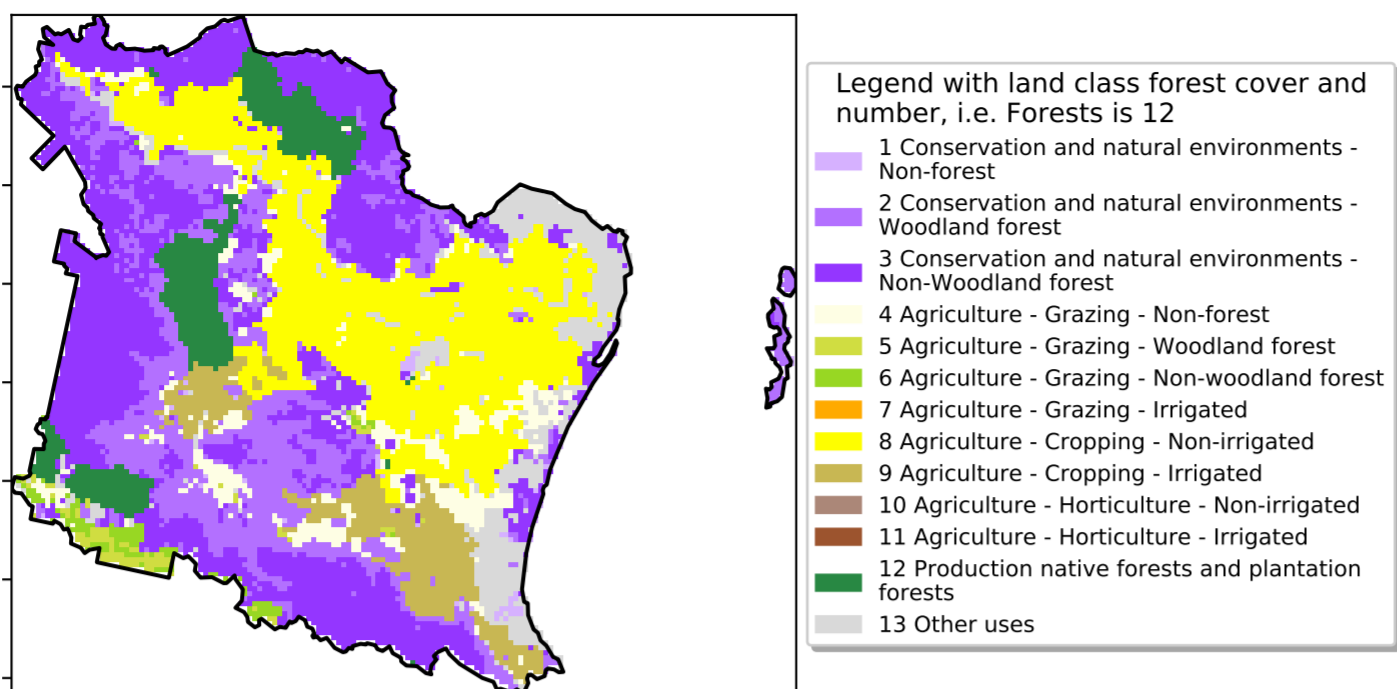 Legend with land class forest cover and
number, i.e. Forests is 12
1 Conservation and natural environments -
Non-forest
2 Conservation and natural environments -
Woodland forest
3 Conservation and natural environments -
Non-Woodland forest
4 Agriculture - Grazing - Non-forest
5 Agriculture - Grazing - Woodland forest
6 Agriculture - Grazing - Non-woodland forest
7 Agriculture - Grazing - Irrigated
8 Agriculture - Cropping - Non-irrigated
9 Agriculture - Cropping - Irrigated
10 Agriculture - Horticulture - Non-irrigated
11 Agriculture - Horticulture - Irrigated
12 Production native forests and plantation
forests
13 Other uses